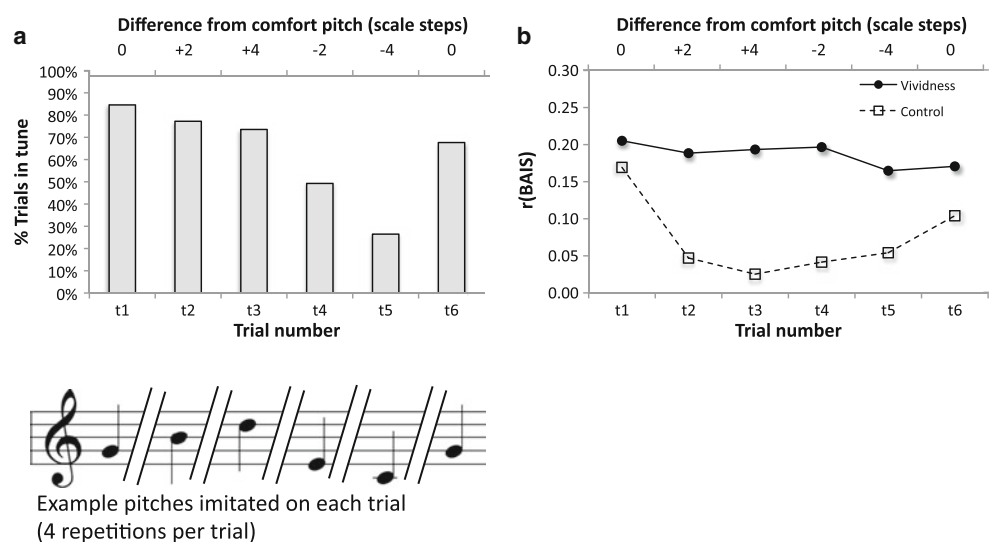 a
Difference from comfort pitch (scale steps)
0 +2 +4 -2 -4 0
100%
90%
80%
70%
60%
50%
40%
30%
20%
10%
0%
% Trials in tune
t1 t2 t3 t4 t5 t6
Trial number
b
Difference from comfort pitch (scale steps)
0 +2 +4 -2 -4 0
0.30
0.25
0.20
0.15
0.10
0.05
0.00
r(BAIS)
Vividness
Control
t1 t2 t3 t4 t5 t6
Trial number
Example pitches imitated on each trial
(4 repetitions per trial)